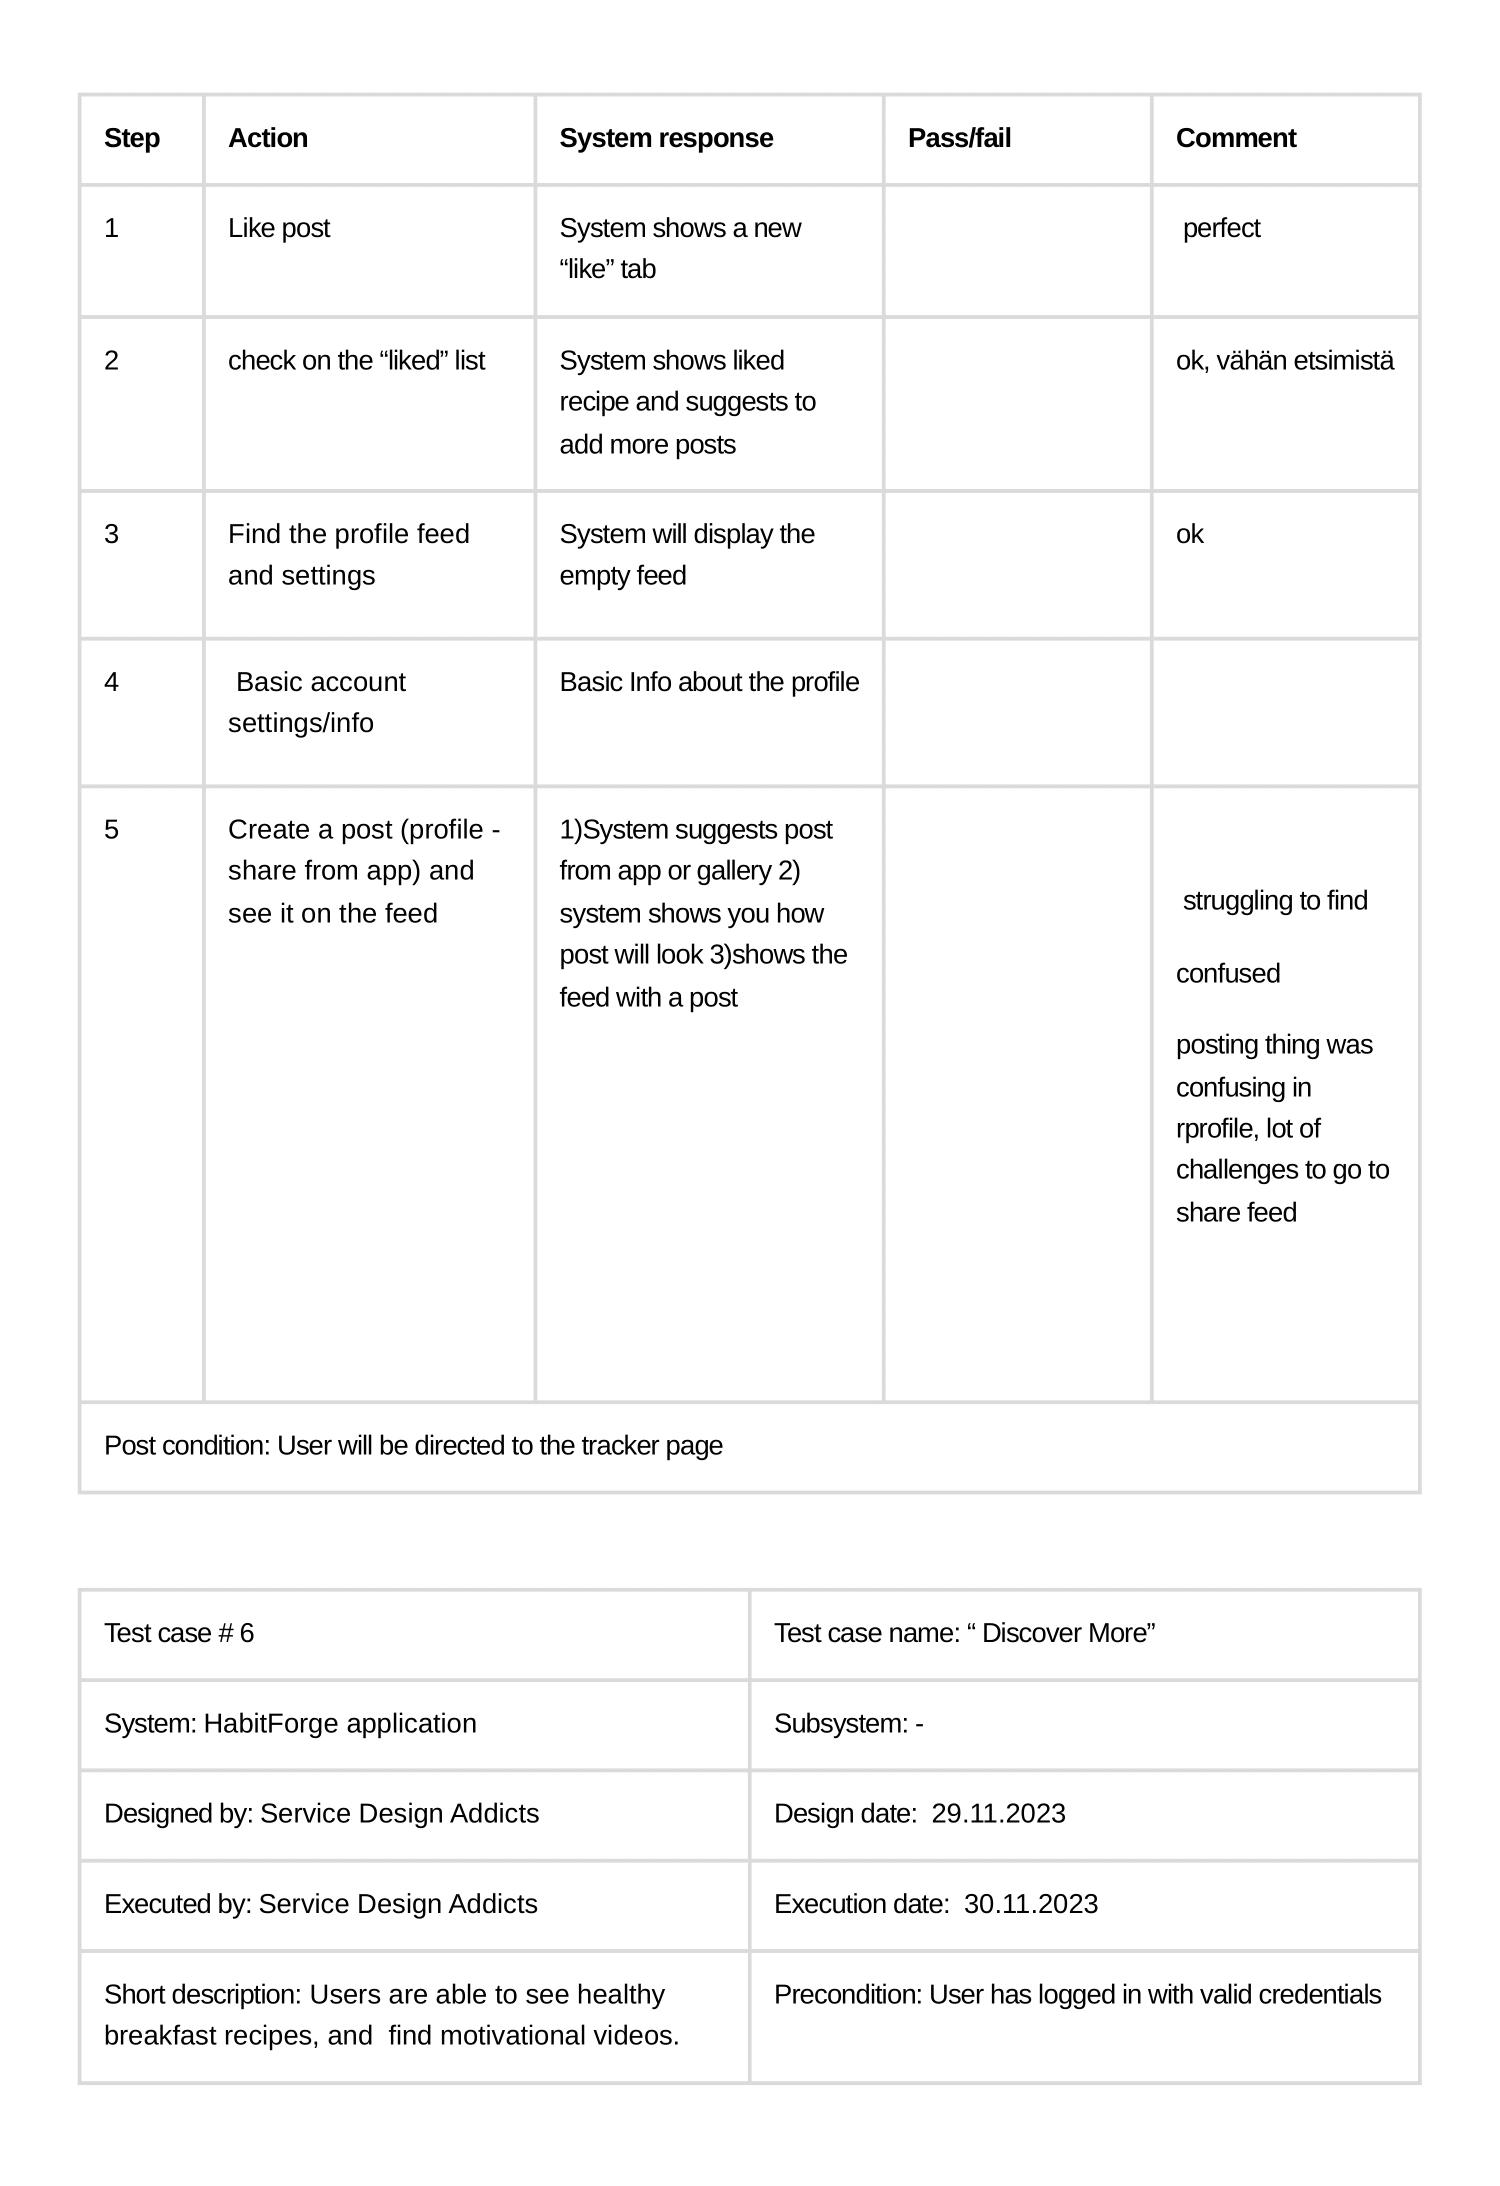 Step Action System response Pass/fail Comment
1 Like post System shows a new “like” tab perfect
2 check on the “liked” list System shows liked recipe and suggests to add more posts ok, vähän etsimistä
3 Find the profile feed and settings System will display the empty feed ok
4 Basic account settings/info Basic Info about the profile
5 Create a post (profile - share from app) and see it on the feed 1)System suggests post from app or gallery 2) system shows you how post will look 3)shows the feed with a post
struggling to find
confused
posting thing was
confusing in
rprofile, lot of
challenges to go to
share feed
Post condition: User will be directed to the tracker page
Test case # 6 Test case name: “ Discover More”
System: HabitForge application Subsystem: -
Designed by: Service Design Addicts Design date: 29.11.2023
Executed by: Service Design Addicts Execution date: 30.11.2023
Short description: Users are able to see healthy breakfast recipes, and find motivational videos. Precondition: User has logged in with valid credentials